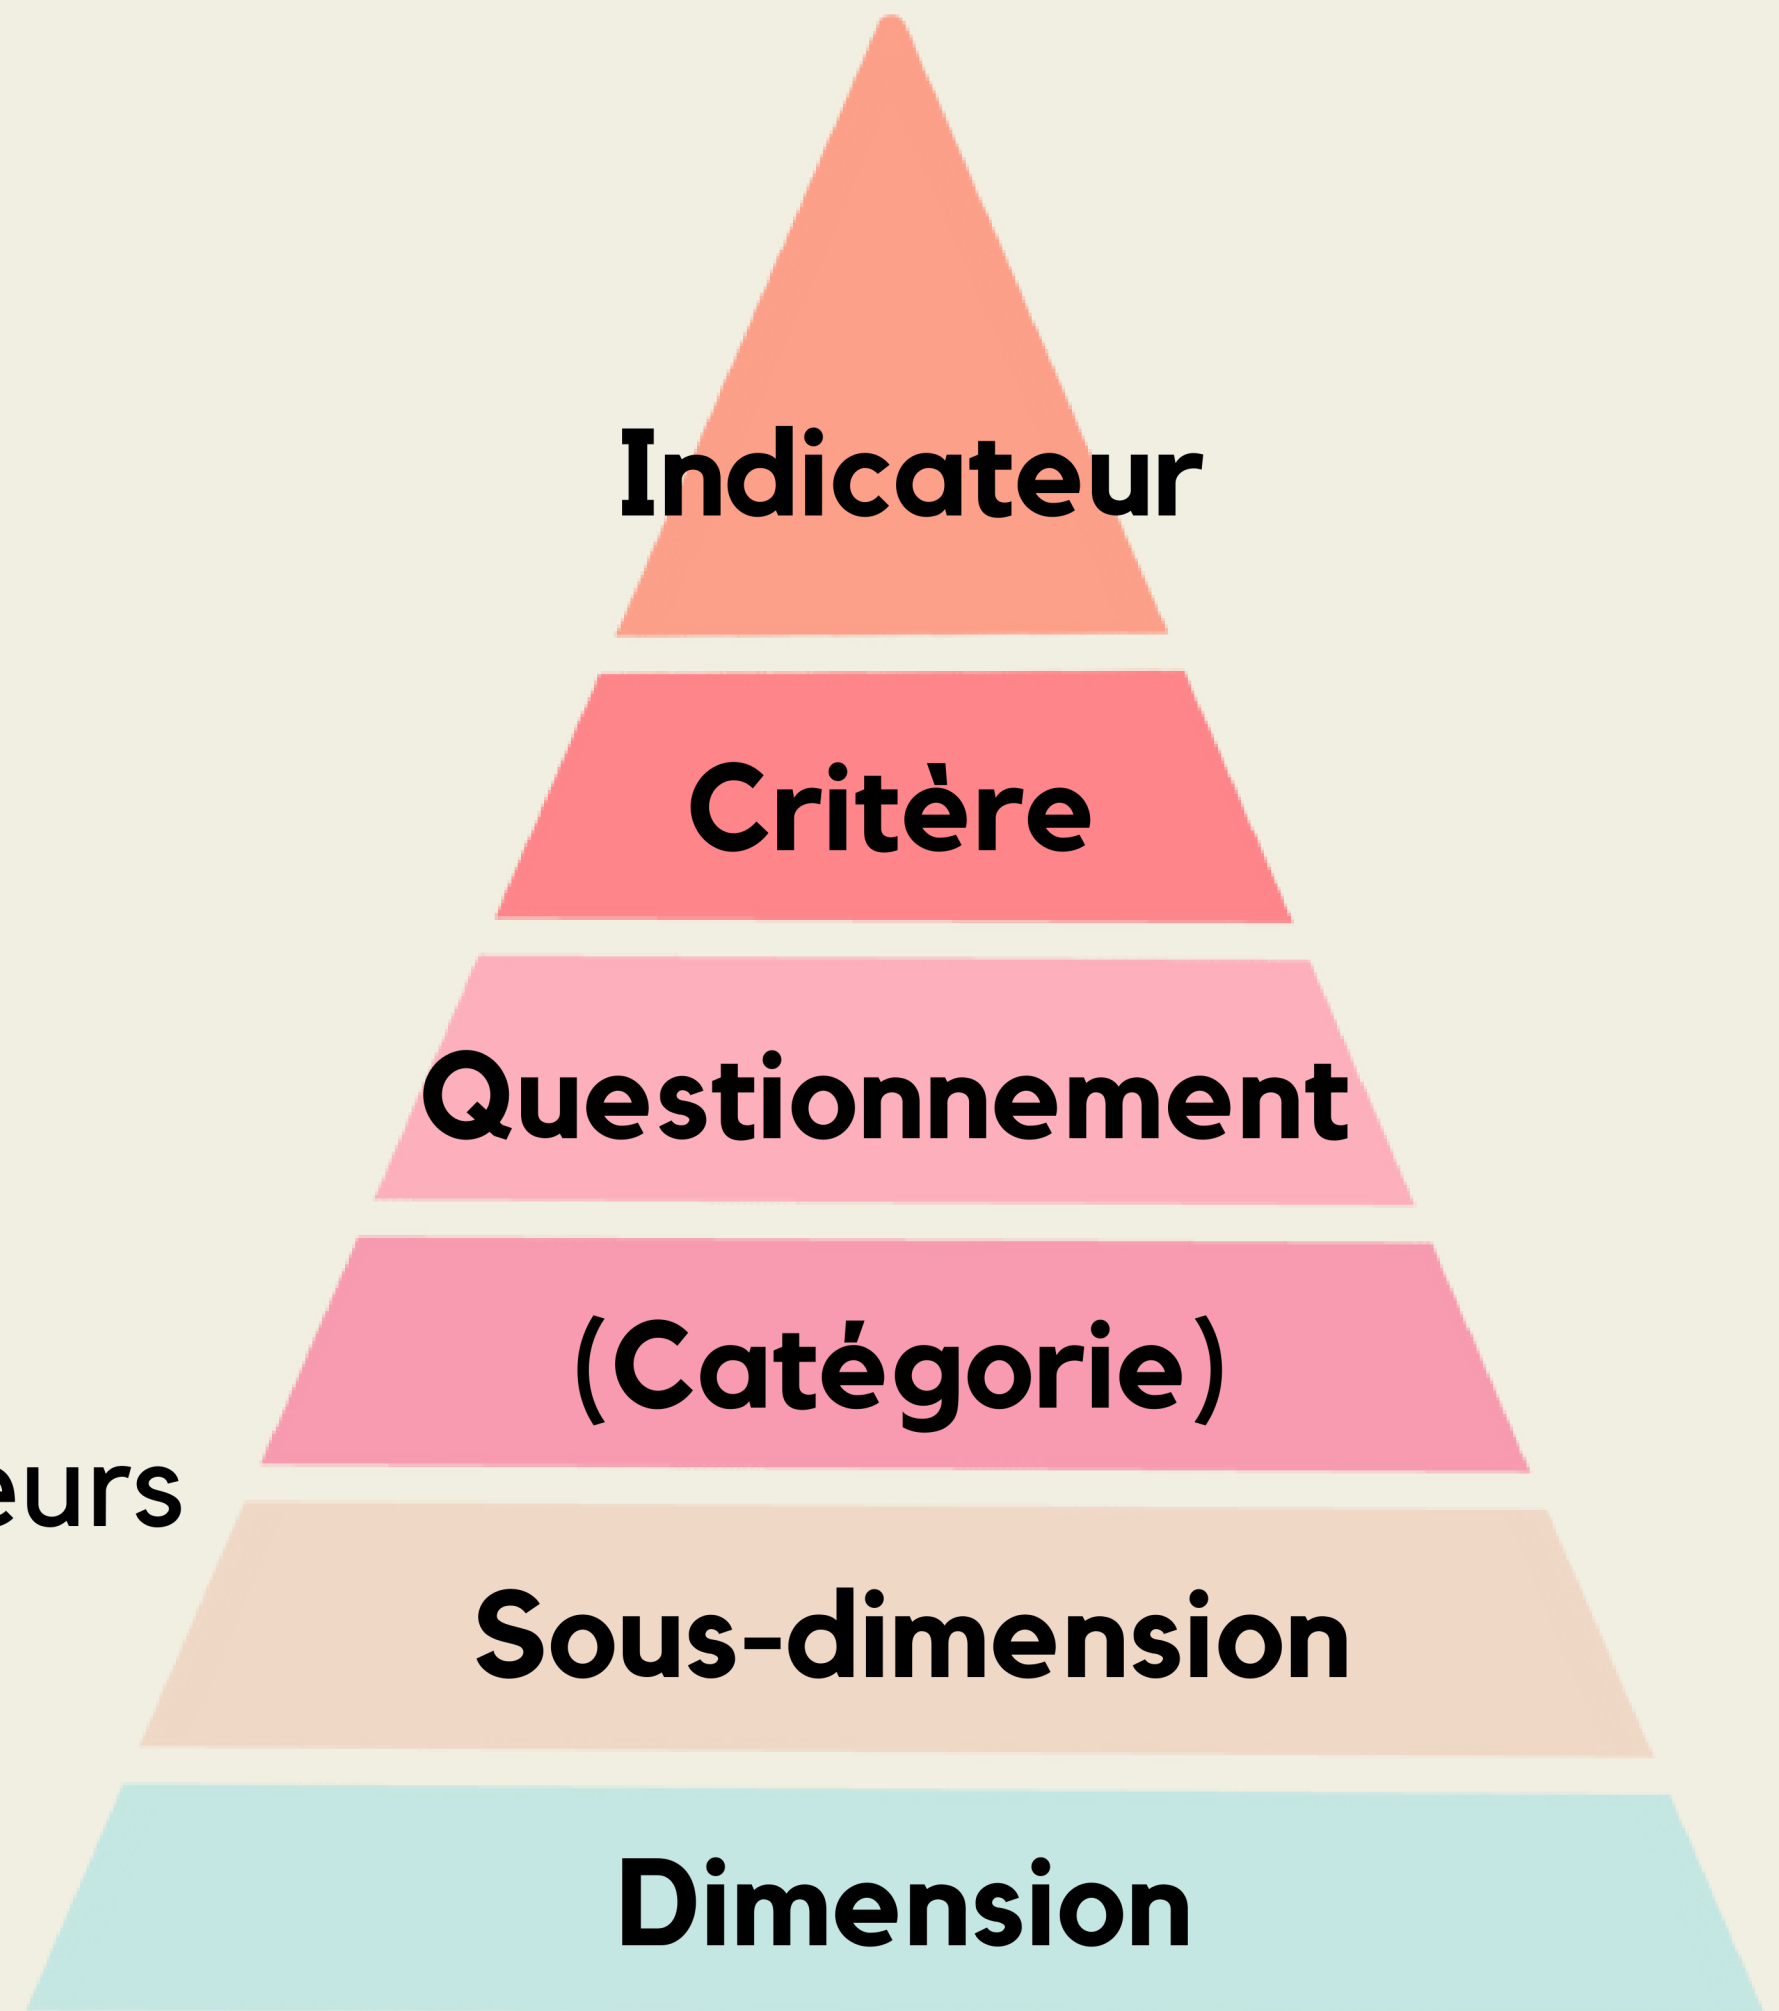 Indicateur
Critère
Questionnement
(Catégorie)
eurs
Sous-dimension
Dimension